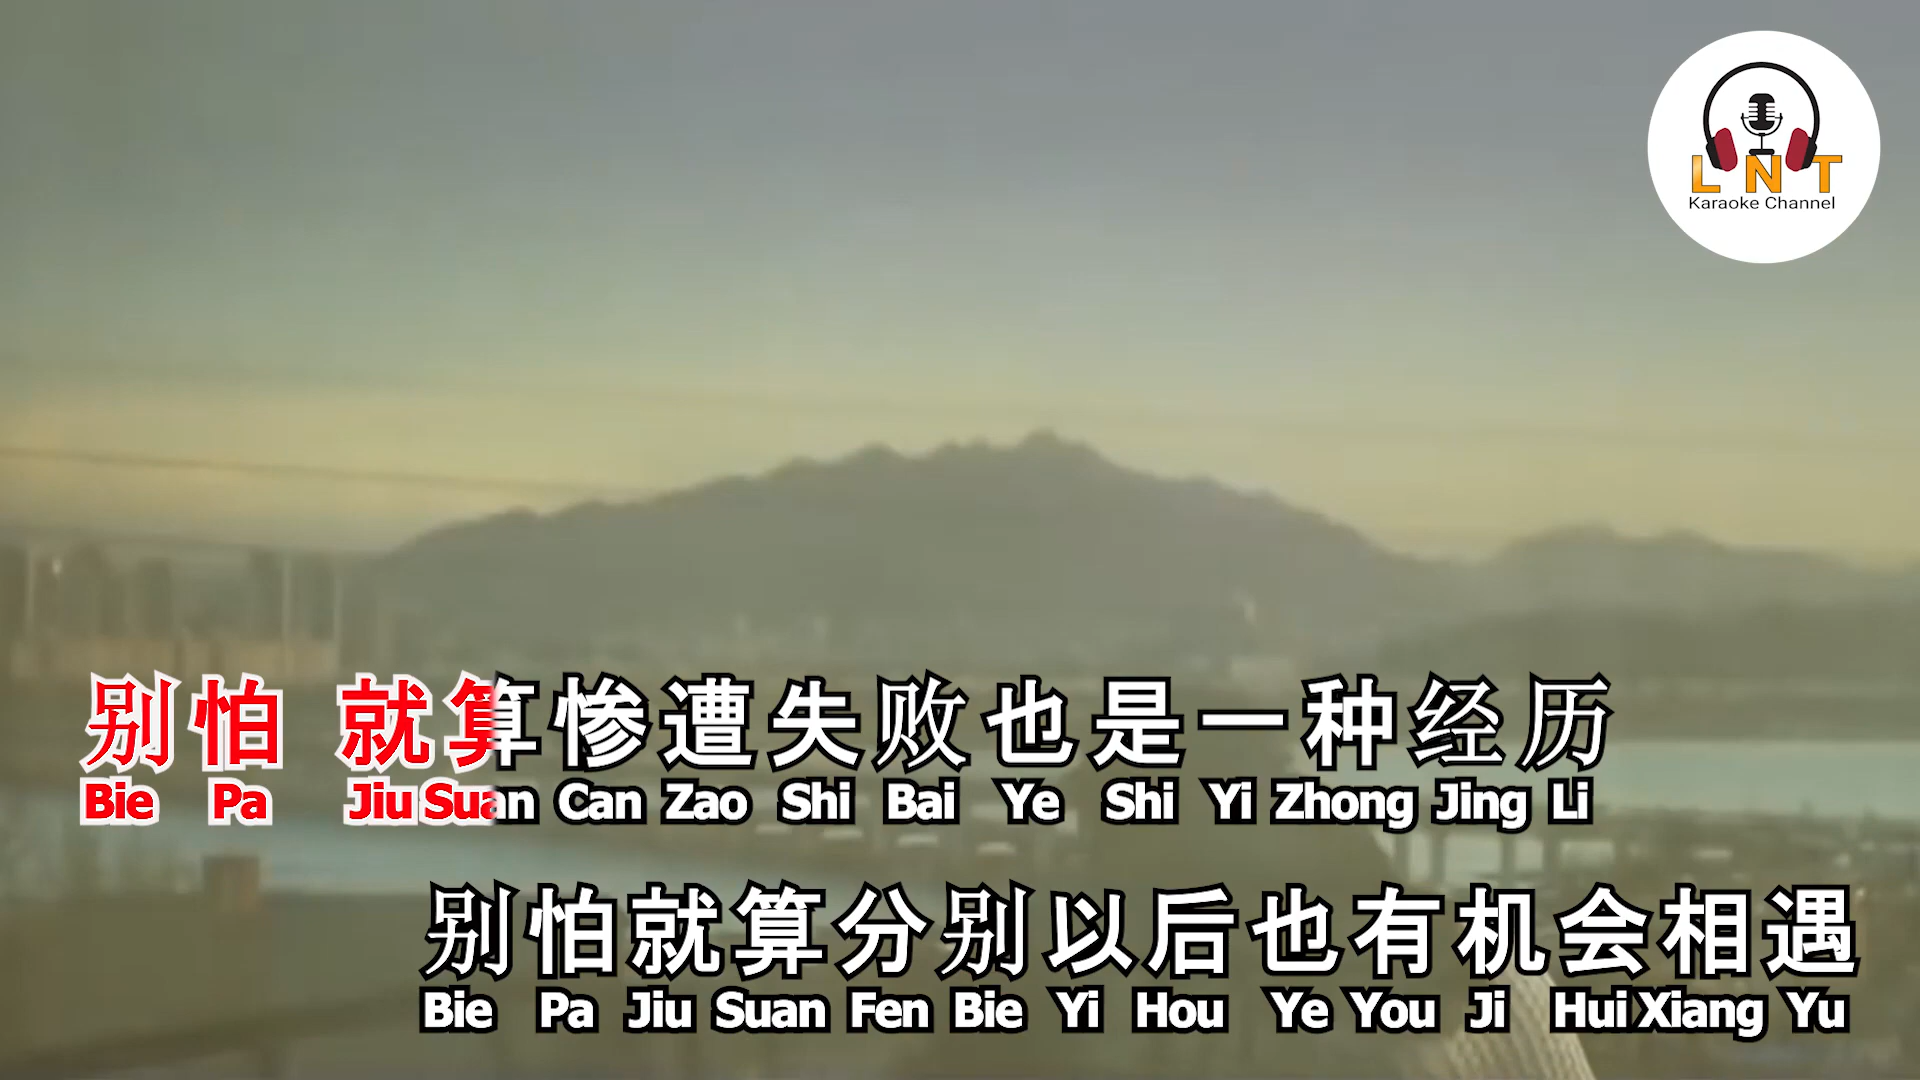 L N T
Karaoke Channel
别怕 就算惨遭失败也是一种经历
Bie Pa Jiu Suan Can Zao Shi Bai Ye Shi Yi Zhong Jing Li
别怕就算分别以后也有机会相遇
Bie Pa Jiu Suan Fen Bie Yi Hou Ye You Ji Hui Xiang Yu